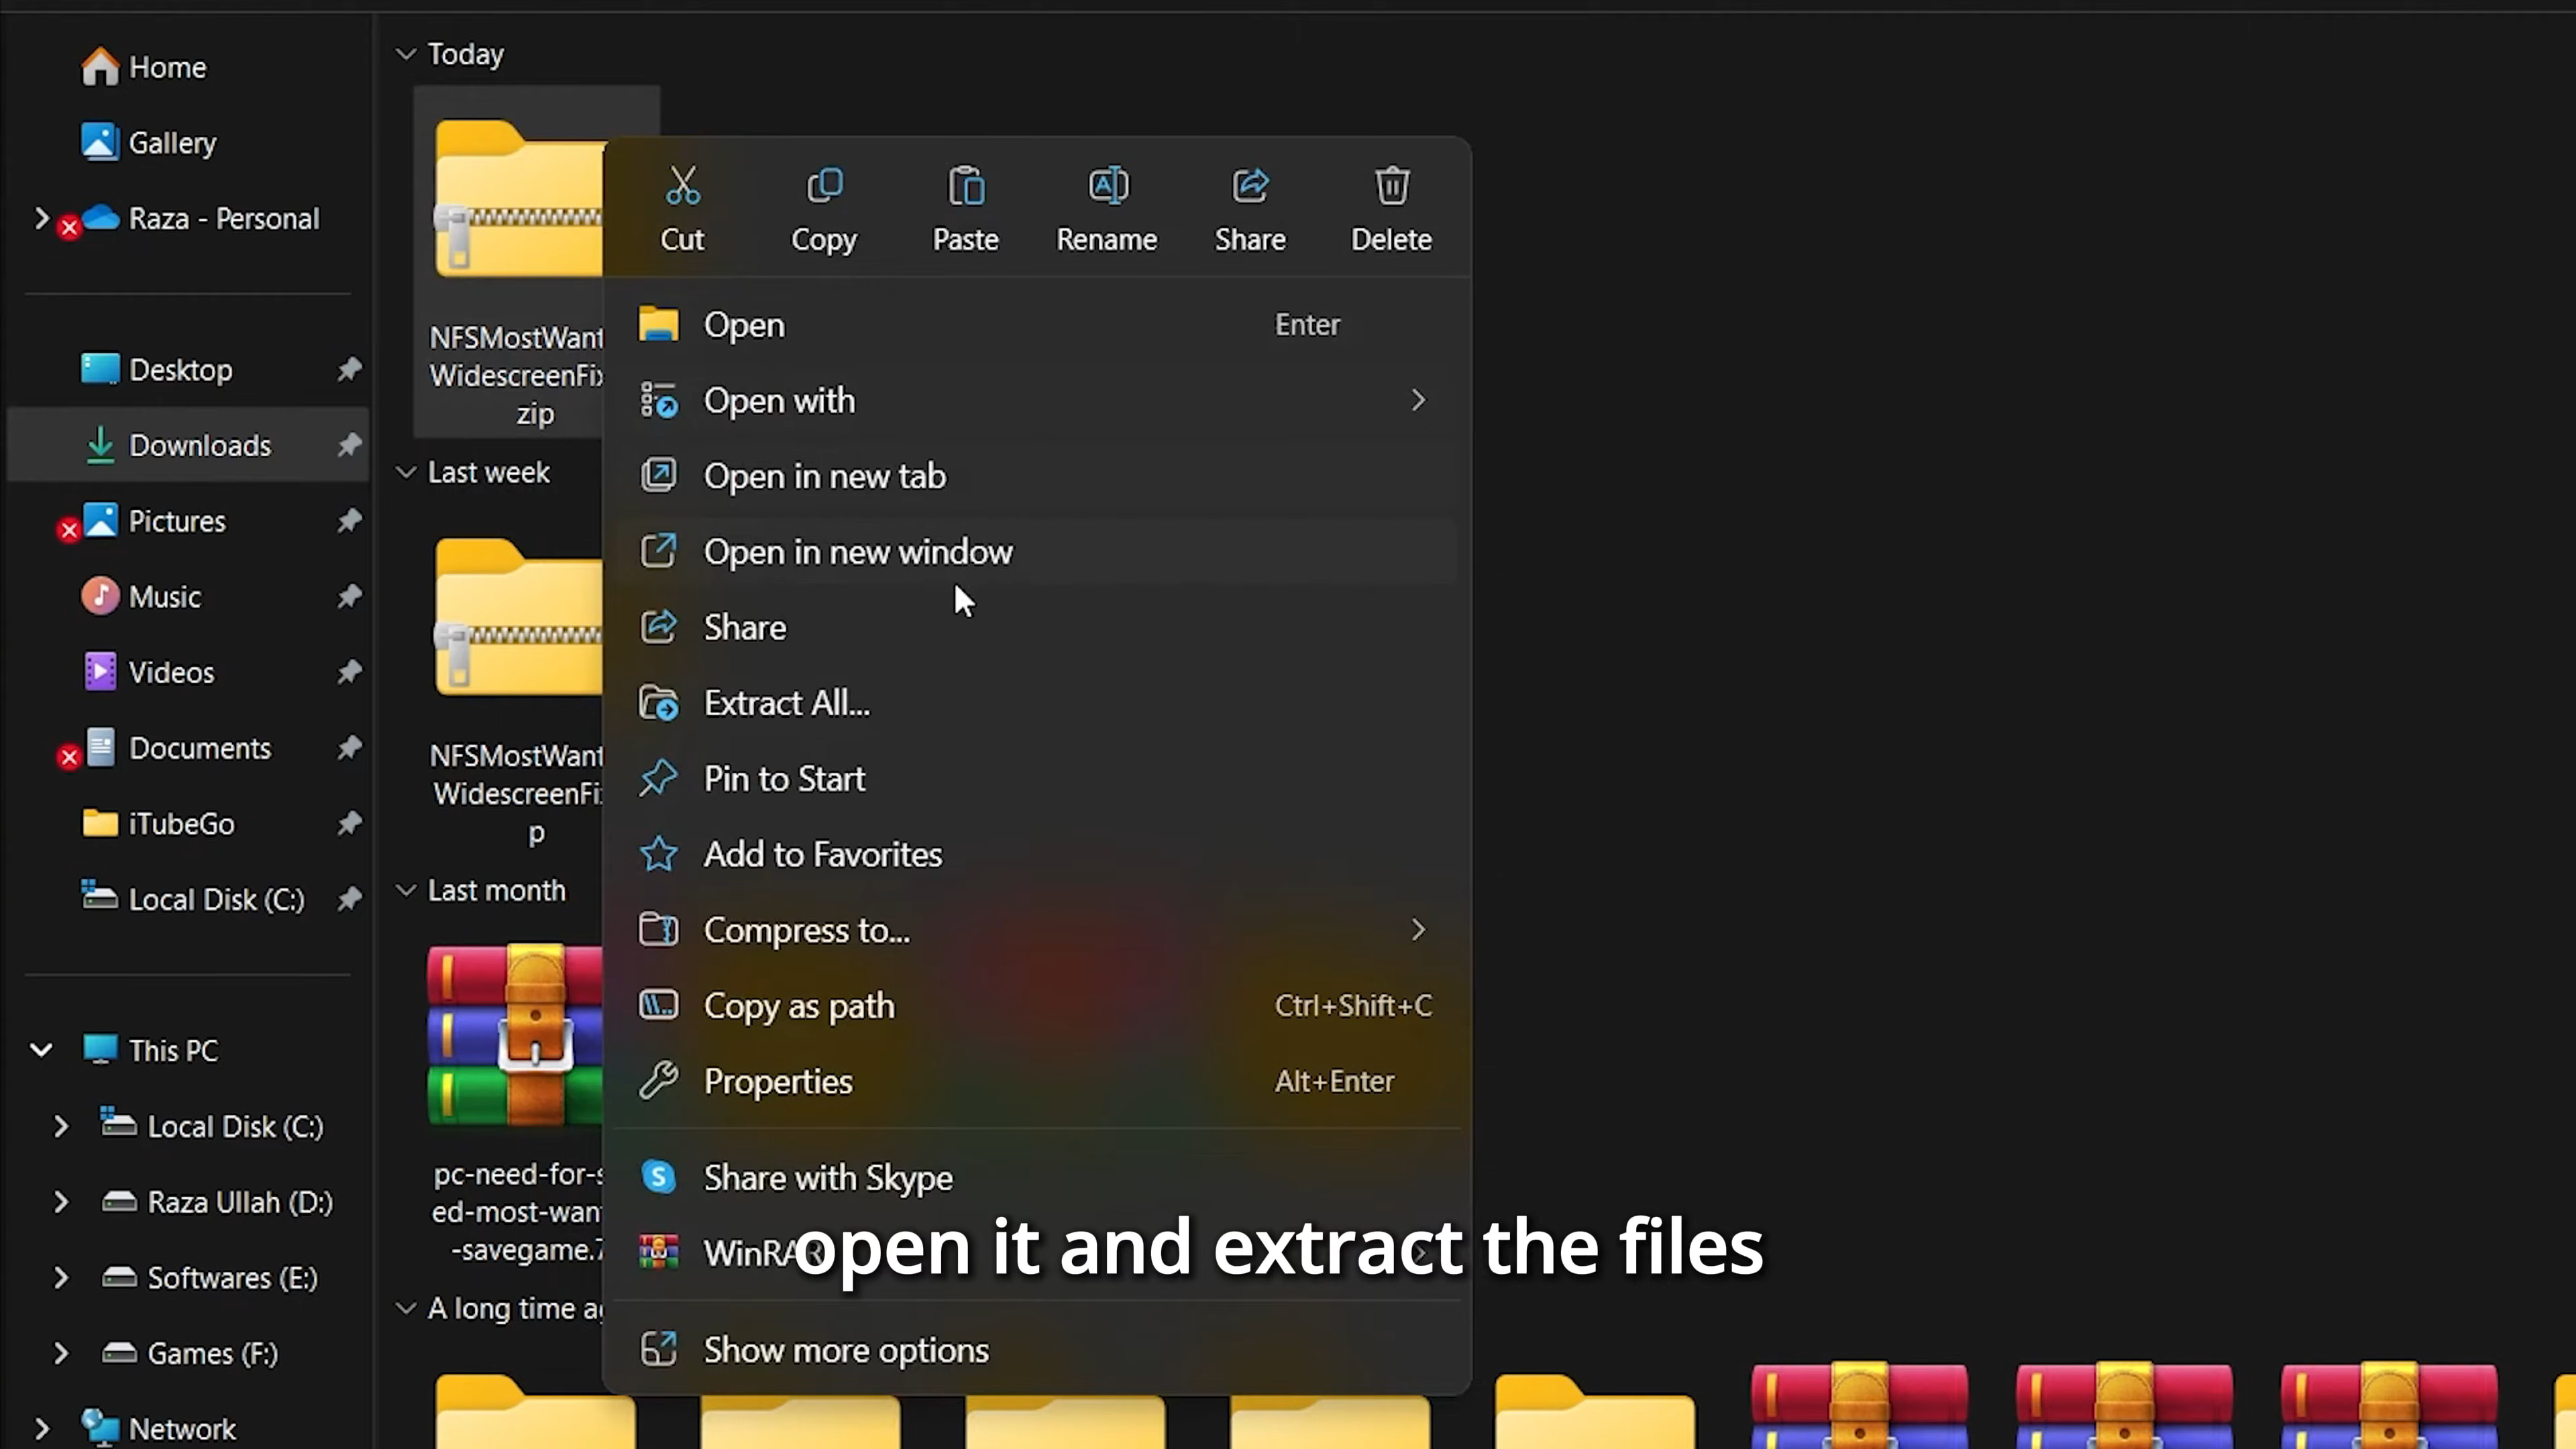 Home
Gallery
Raza - Personal
Desktop
Downloads
Pictures
Music
Videos
Documents
iTubeGo
Local Disk (C:)
This PC
Local Disk (C:)
Raza Ullah (D:)
Softwares (E:)
Games (F:)
Network
Today
NFSMostWant
WidescreenFix
zip
Last week
NFSMostWant
WidescreenFi
p
Last month
pc-need-for-s
ed-most-wan
-savegame.7
A long time ag
Cut
Copy
Paste
Rename
Share
Delete
Open Enter
Open with
Open in new tab
Open in new window
Share
Extract All...
Pin to Start
Add to Favorites
Compress to...
Copy as path Ctrl+Shift+C
Properties Alt+Enter
Share with Skype
WinRAR
Show more options
open it and extract the files